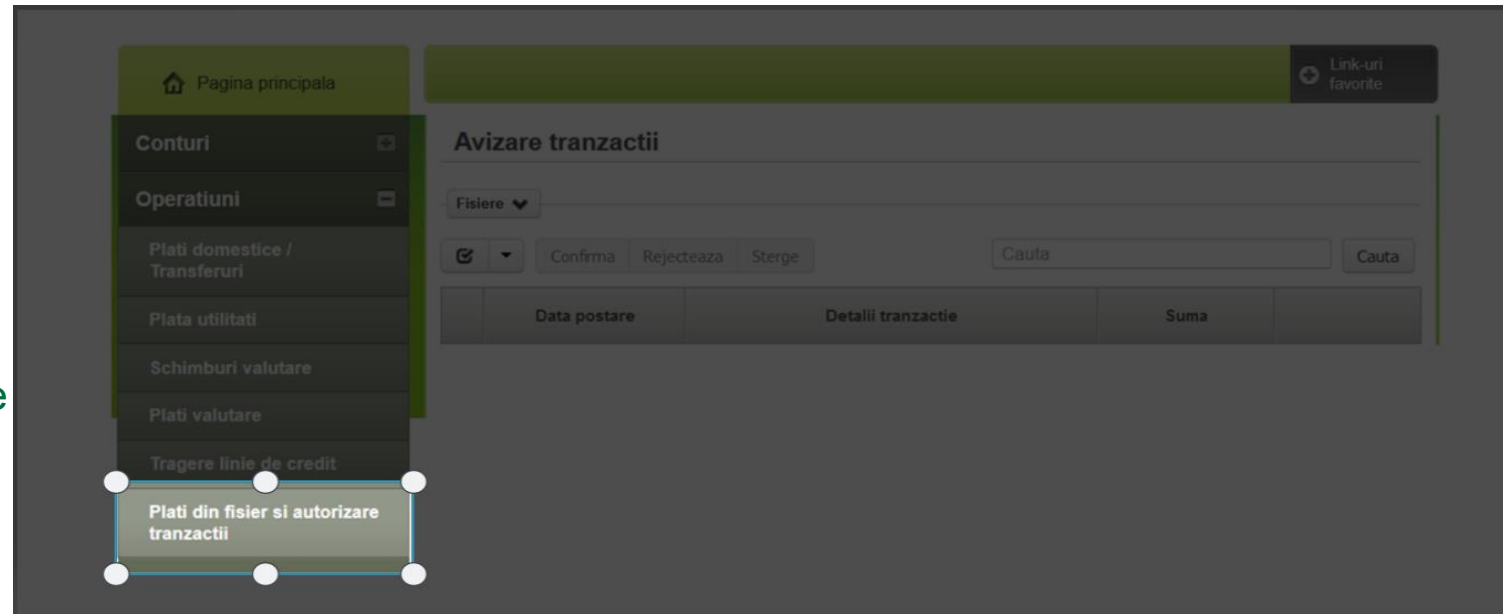 Pagina principala
Link-uri
favorite
Conturi
Avizare tranzactii
Operatiuni
Fisiere
Plati domestice /
Transferuri
Confirma Rejecteaza Sterge Cauta Cauta
Plata utilitati
Data postare Detalii tranzactie Suma
Schimburi valutare
e
Plati valutare
Tragere linie de credit
Plati din fisier si autorizare
tranzactii